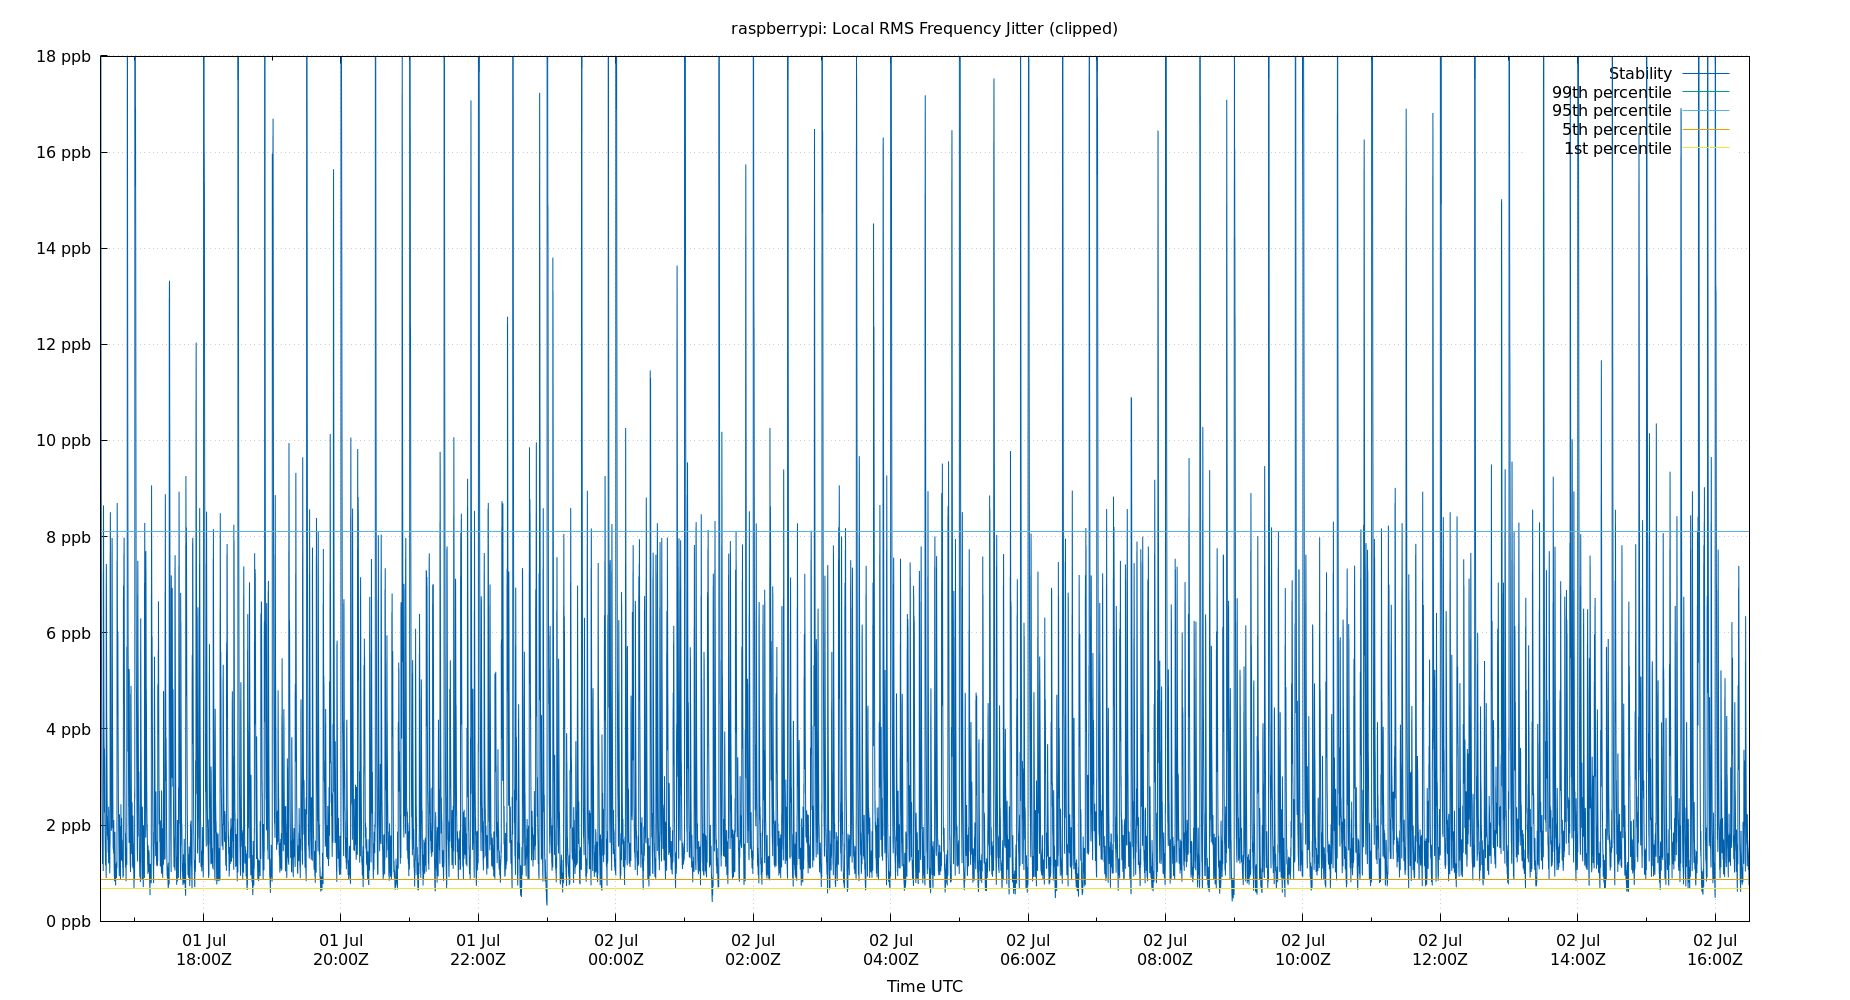 raspberrypi: Local RMS Frequency Jitter (clipped)
18 ppb
16 ppb
14 ppb
12 ppb
10 ppb
8 ppb
6 ppb
4 ppb
2 ppb
0 ppb
Stability
99th percentile
95th percentile
5th percentile
1st percentile
01 Jul 01 Jul 01 Jul 02 Jul 02 Jul 02 Jul 02 Jul 02 Jul 02 Jul 02 Jul 02 Jul 02 Jul
18:00Z 20:00Z 22:00Z 00:00Z 02:00Z 04:00Z 06:00Z 08:00Z 10:00Z 12:00Z 14:00Z 16:00Z
Time UTC